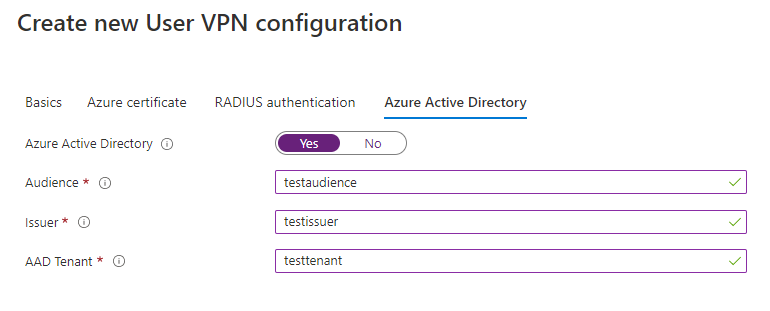 Create new User VPN configuration
Basics Azure certificate RADIUS authentication Azure Active Directory
Azure Active Directory Yes No
Audience * testaudience
Issuer * testissuer
AAD Tenant * testtenant